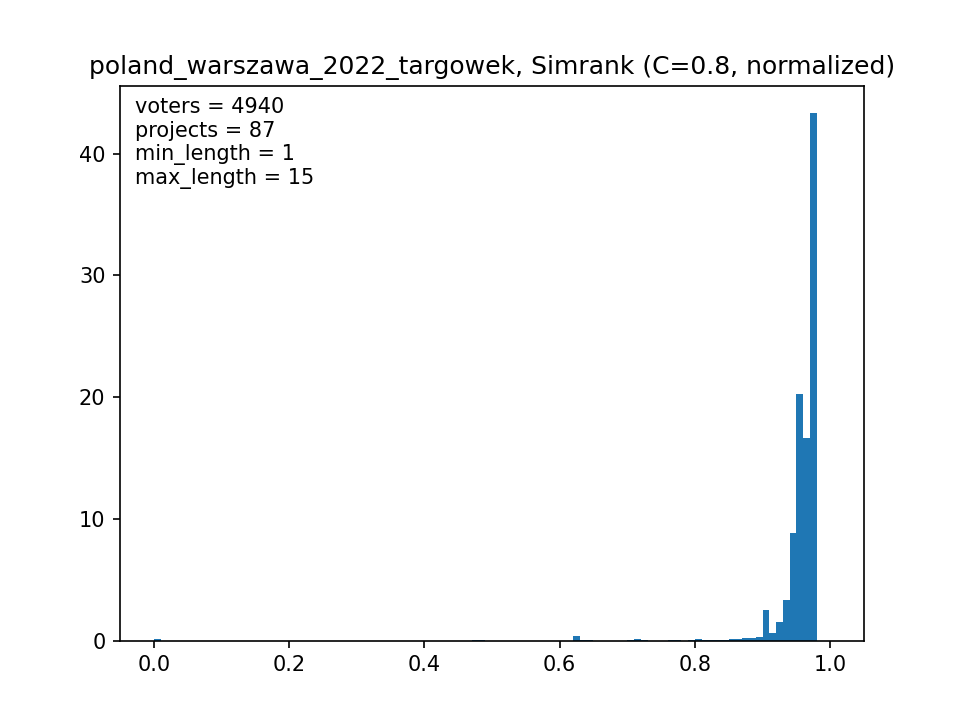 poland_warszawa_2022_targowek, Simrank (C=0.8, normalized)
voters = 4940
projects = 87
min_length = 1
max_length = 15
40
30
20
10
0
0.0 0.2 0.4 0.6 0.8 1.0